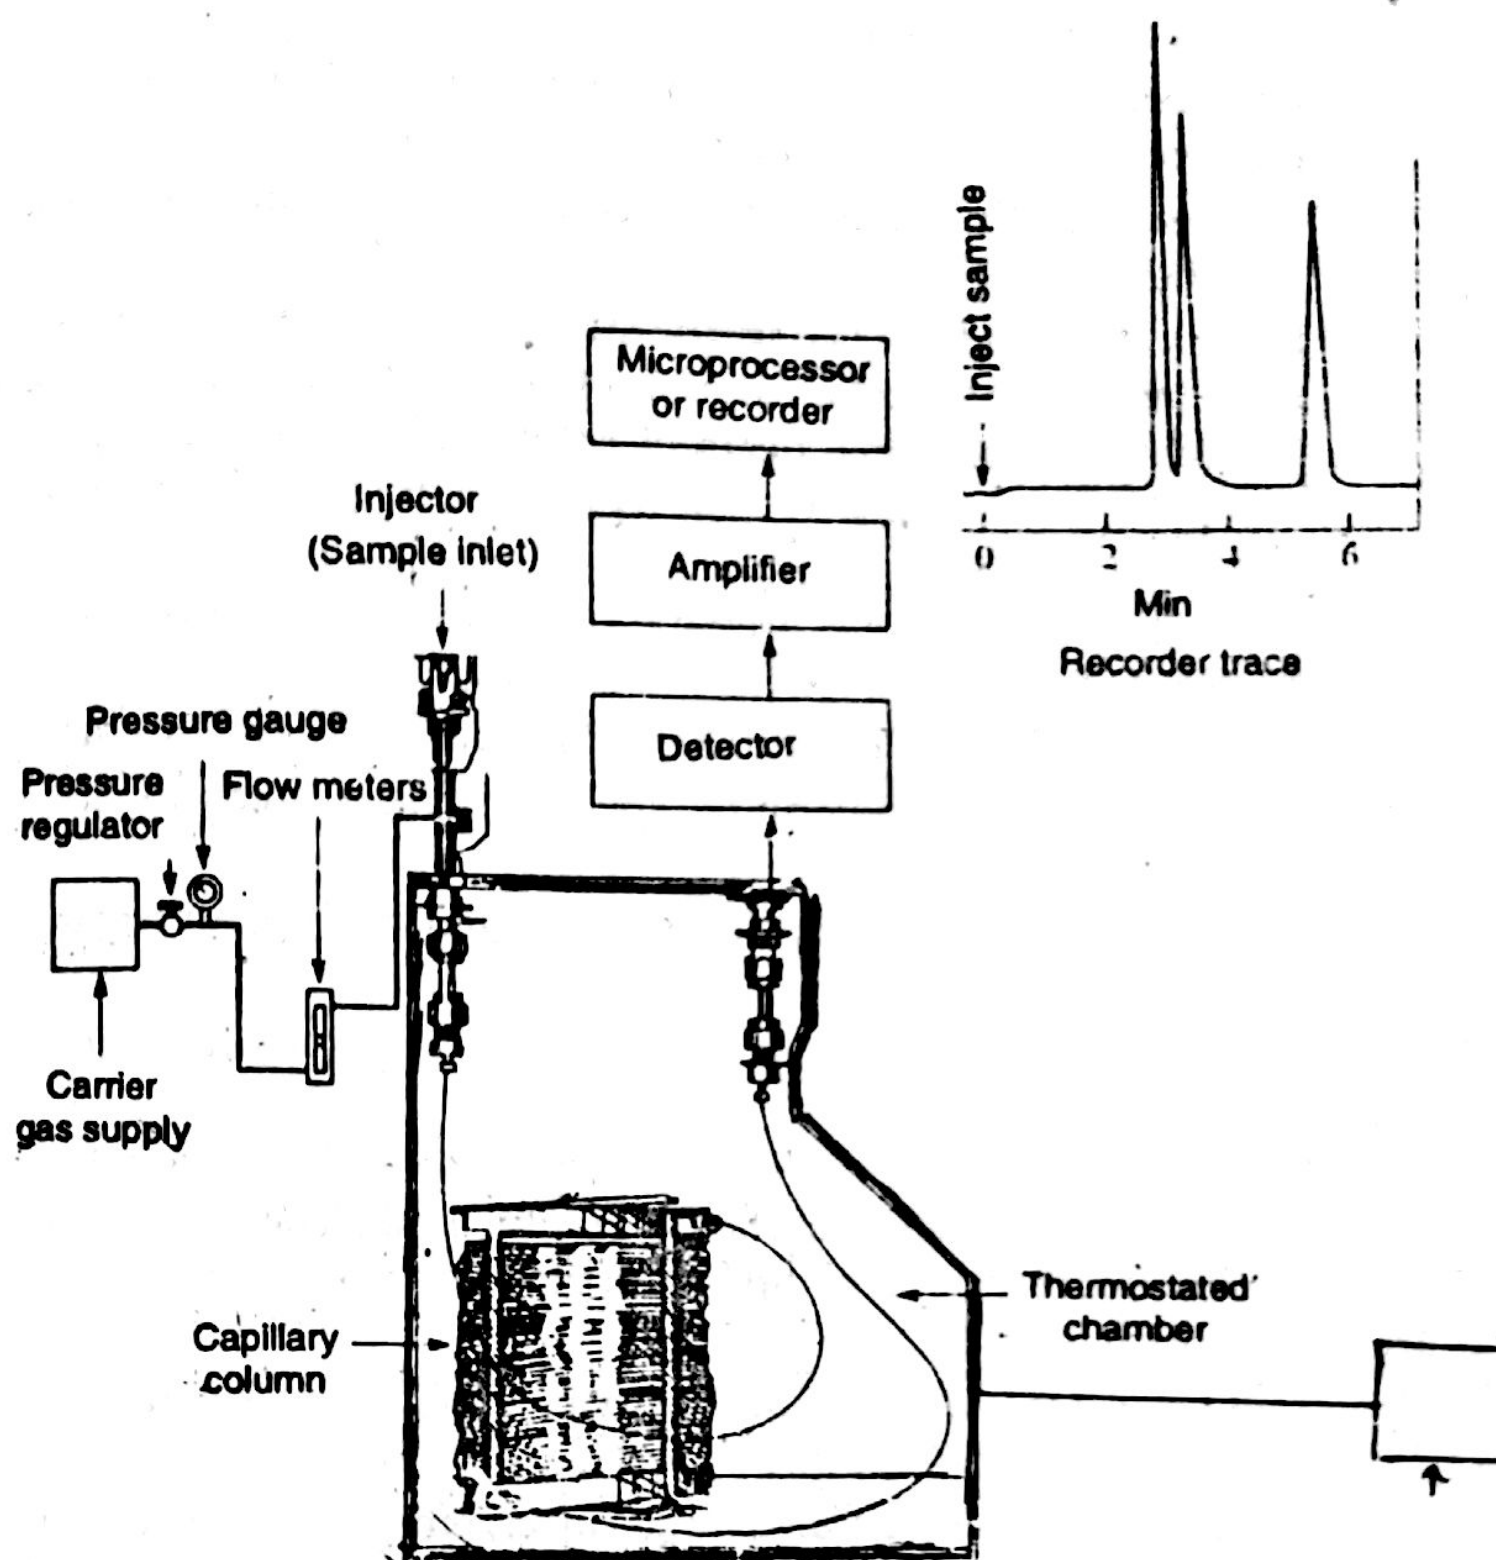 Inject sample
Microprocessor
or recorder
Injector
(Sample inlet)
Amplifier
0 2 4 6
Min
Recorder trace
Pressure gauge
Detector
Pressure
regulator
Flow meters
Carrier
gas supply
Thermostated
chamber
Capillary
column